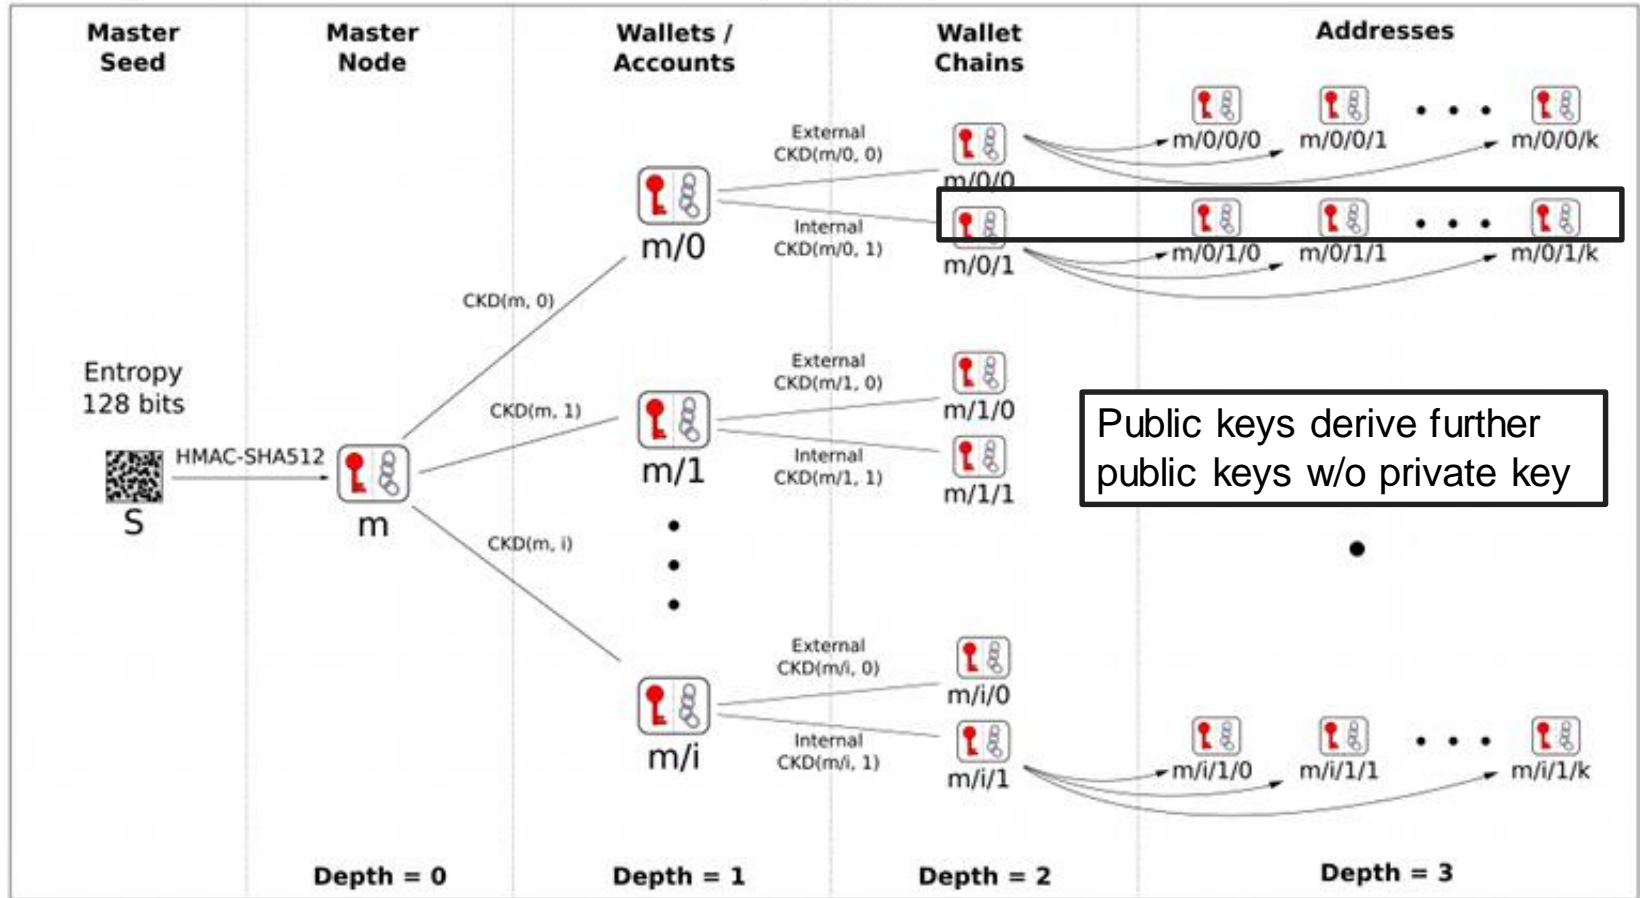 Master
Seed
Master
Node
Wallets /
Accounts
Wallet
Chains
Addresses
Entropy
128 bits
HMAC-SHA512
S
m
CKD(m, 0)
CKD(m, 1)
CKD(m, i)
m/0
m/1
m/i
External
CKD(m/0, 0)
Internal
CKD(m/0, 1)
External
CKD(m/1, 0)
Internal
CKD(m/1, 1)
External
CKD(m/i, 0)
Internal
CKD(m/i, 1)
m/0/0
m/0/1
m/1/0
m/1/1
m/i/0
m/i/1
m/0/0/0 m/0/0/1 m/0/0/k
m/0/1/0 m/0/1/1 m/0/1/k
Public keys derive further
public keys w/o private key
m/i/1/0 m/i/1/1 m/i/1/k
Depth = 0
Depth = 1
Depth = 2
Depth = 3